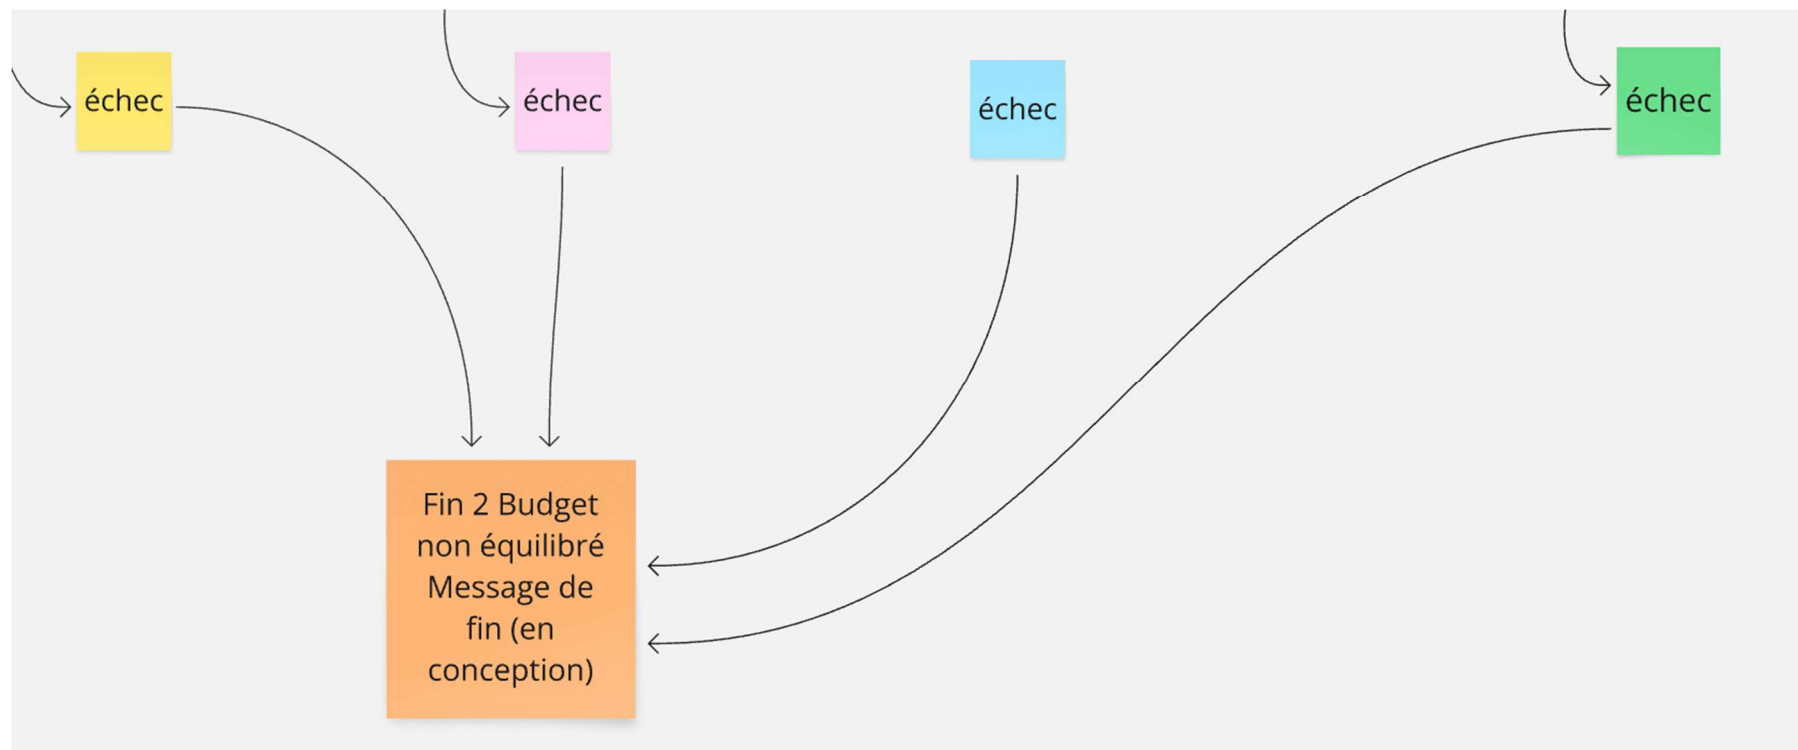 échec
échec
échec
échec
Fin 2 Budget
non équilibré
Message de
fin (en
conception)